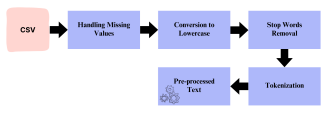 CSV
Handling Missing
Values
Conversion to
Lowercase
Stop Words
Removal
Tokenization
Pre-processed
Text